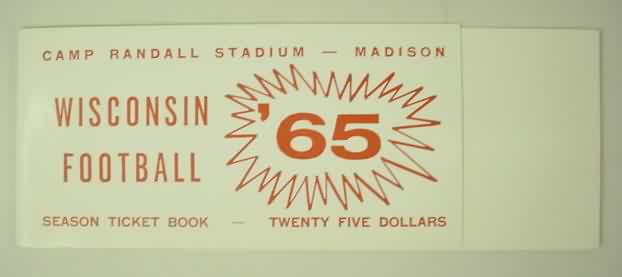 CAMP RANDALL STADIUM — MADISON
WISCONSIN
FOOTBALL
'65
SEASON TICKET BOOK — TWENTY FIVE DOLLARS